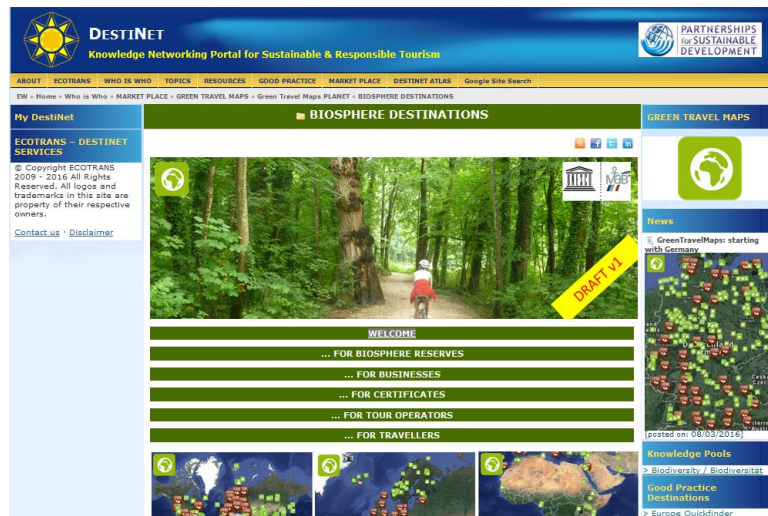 DESTINET
Knowledge Networking Portal for Sustainable & Responsible Tourism
PARTNERSHIPS
for SUSTAINABLE
DEVELOPMENT
ABOUT ECOTRANS WHO IS WHO TOPICS RESOURCES GOOD PRACTICE MARKET PLACE DESTINET ATLAS Google Site Search
EW » Home » Who is Who » MARKET PLACE » GREEN TRAVEL MAPS » Green Travel Maps PLANET » BIOSPHERE DESTINATIONS
My DestiNet
ECOTRANS – DESTINET
SERVICES
© Copyright ECOTRANS
2009 - 2016 All Rights
Reserved. All logos and
trademarks in this site are
property of their respective
owners.
Contact us · Disclaimer
BIOSPHERE DESTINATIONS
UNESCO
MAB
DRAFT v1
WELCOME
... FOR BIOSPHERE RESERVES
... FOR BUSINESSES
... FOR CERTIFICATES
... FOR TOUR OPERATORS
... FOR TRAVELLERS
GREEN TRAVEL MAPS
News
GreenTravelMaps: starting
with Germany
[posted on: 08/03/2016]
Knowledge Pools
> Biodiversity / Biodiversität
Good Practice
Destinations
> Europe Quickfinder